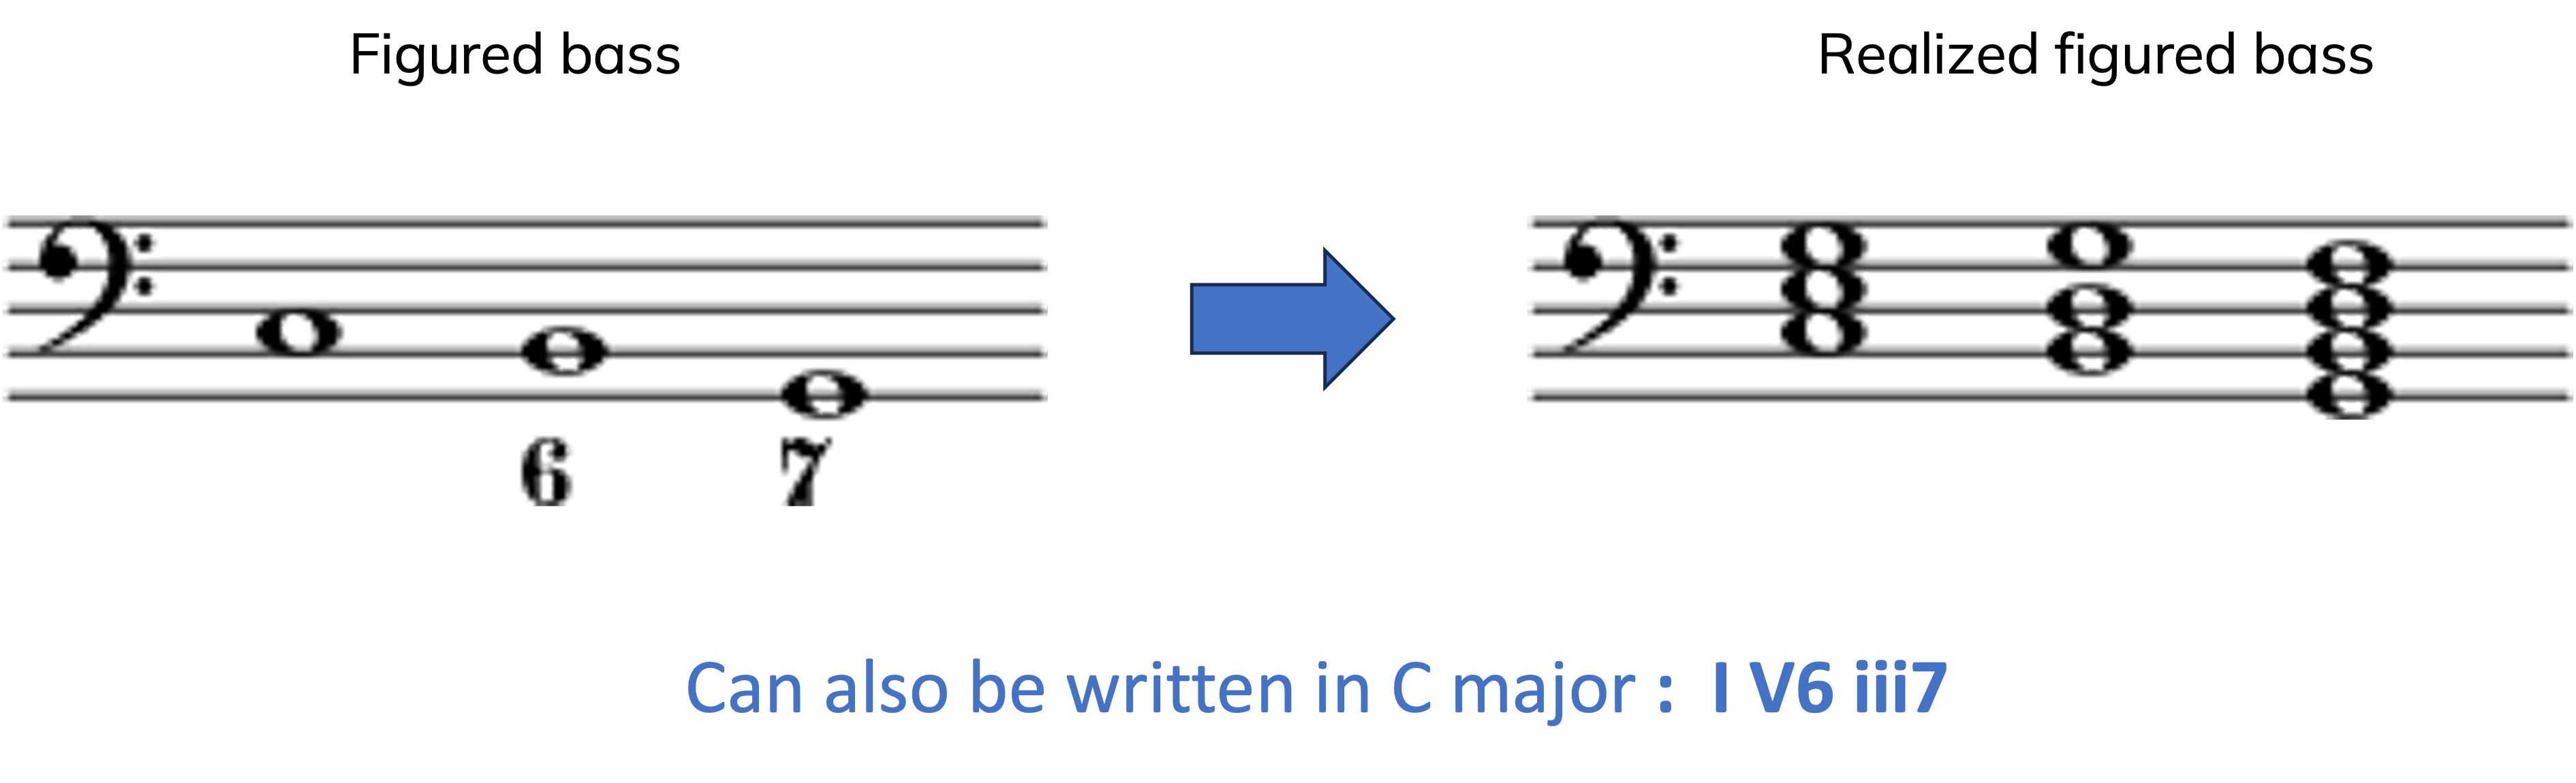 Figured bass
Realized figured bass
6 7
Can also be written in C major : I V6 iii7